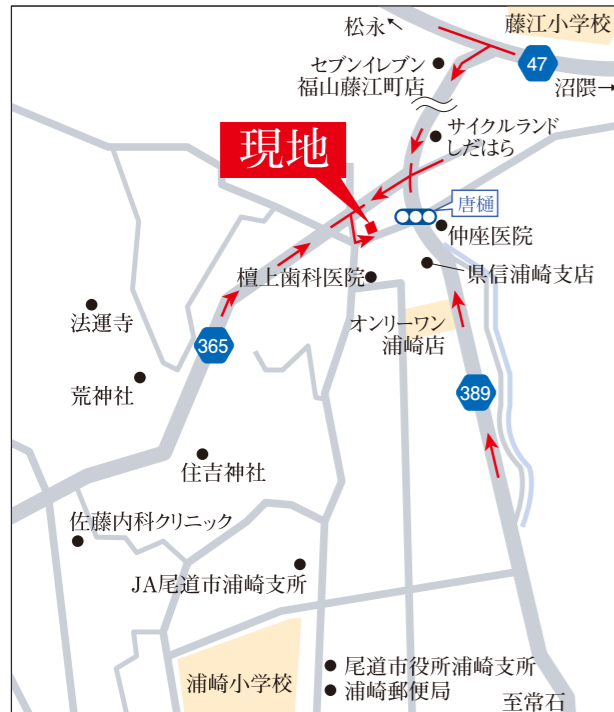 松永
藤江小学校
セブンイレブン
福山藤江町店
47
沼隈→
サイクルランド
しだはら
現地
唐樋
仲座医院
県信浦崎支店
檀上歯科医院
オンリーワン
浦崎店
法運寺
365
荒神社
389
住吉神社
佐藤内科クリニック
JA尾道市浦崎支所
浦崎小学校
尾道市役所浦崎支所
浦崎郵便局
至常石